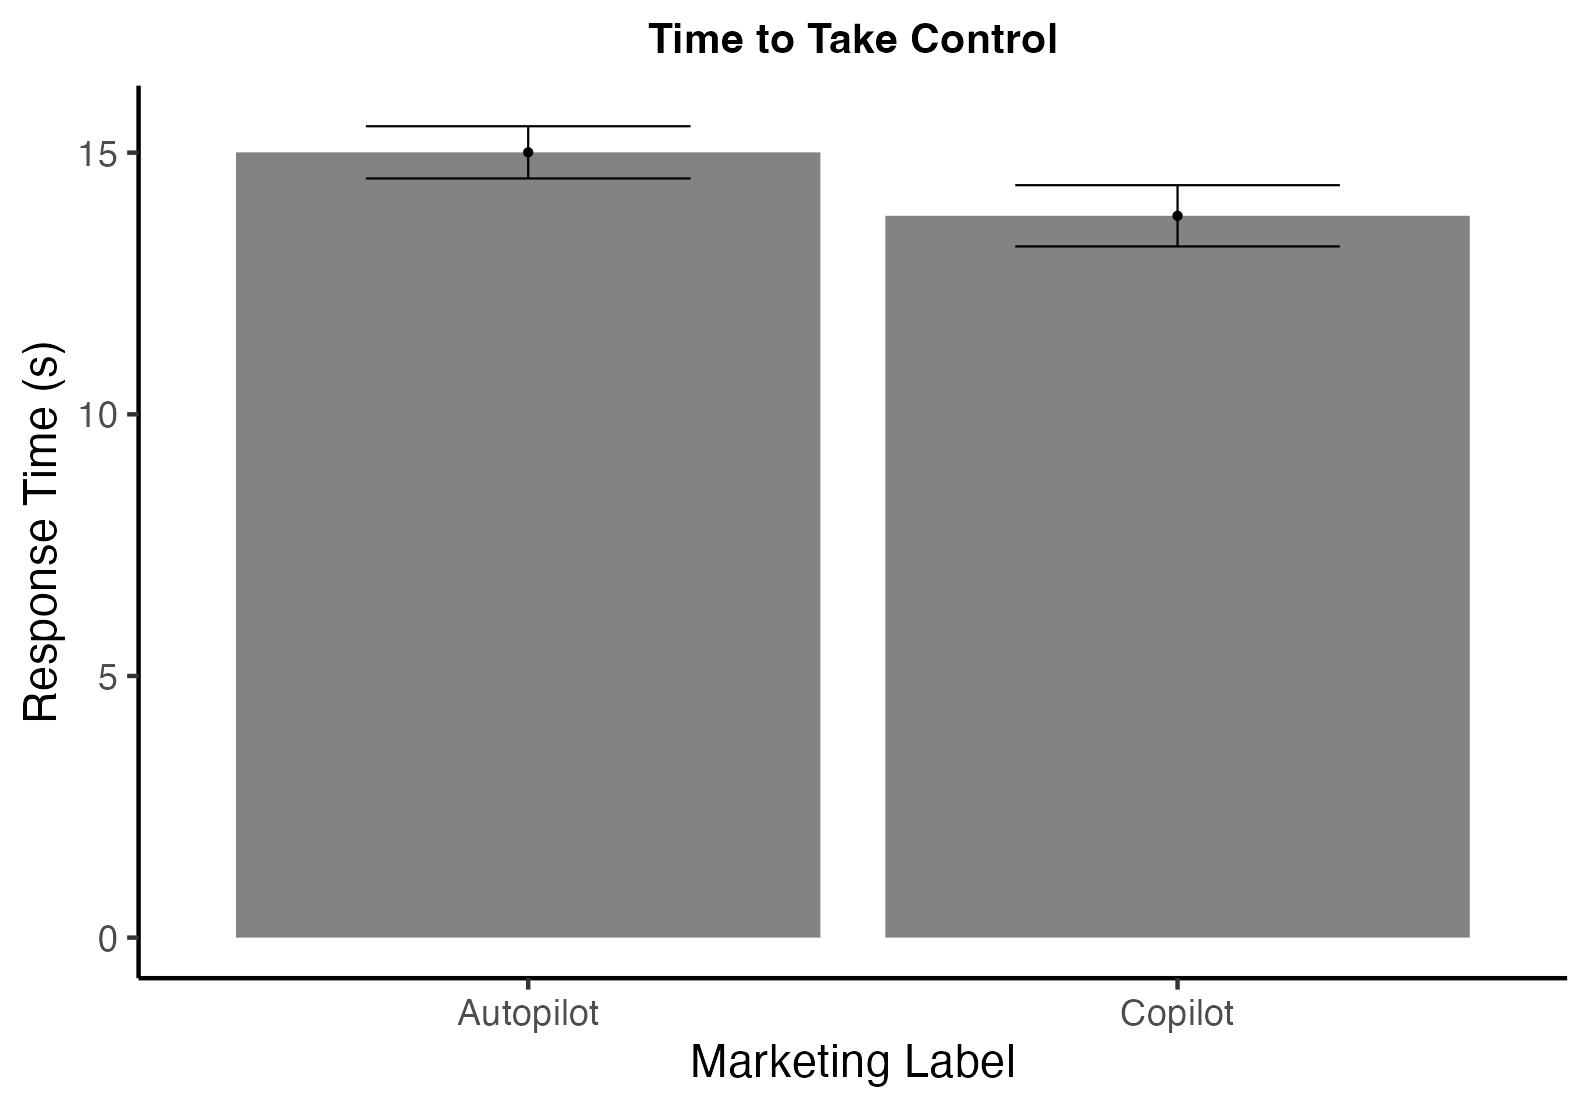 Time to Take Control
Response Time (s)
15
10
5
0
Autopilot
Copilot
Marketing Label